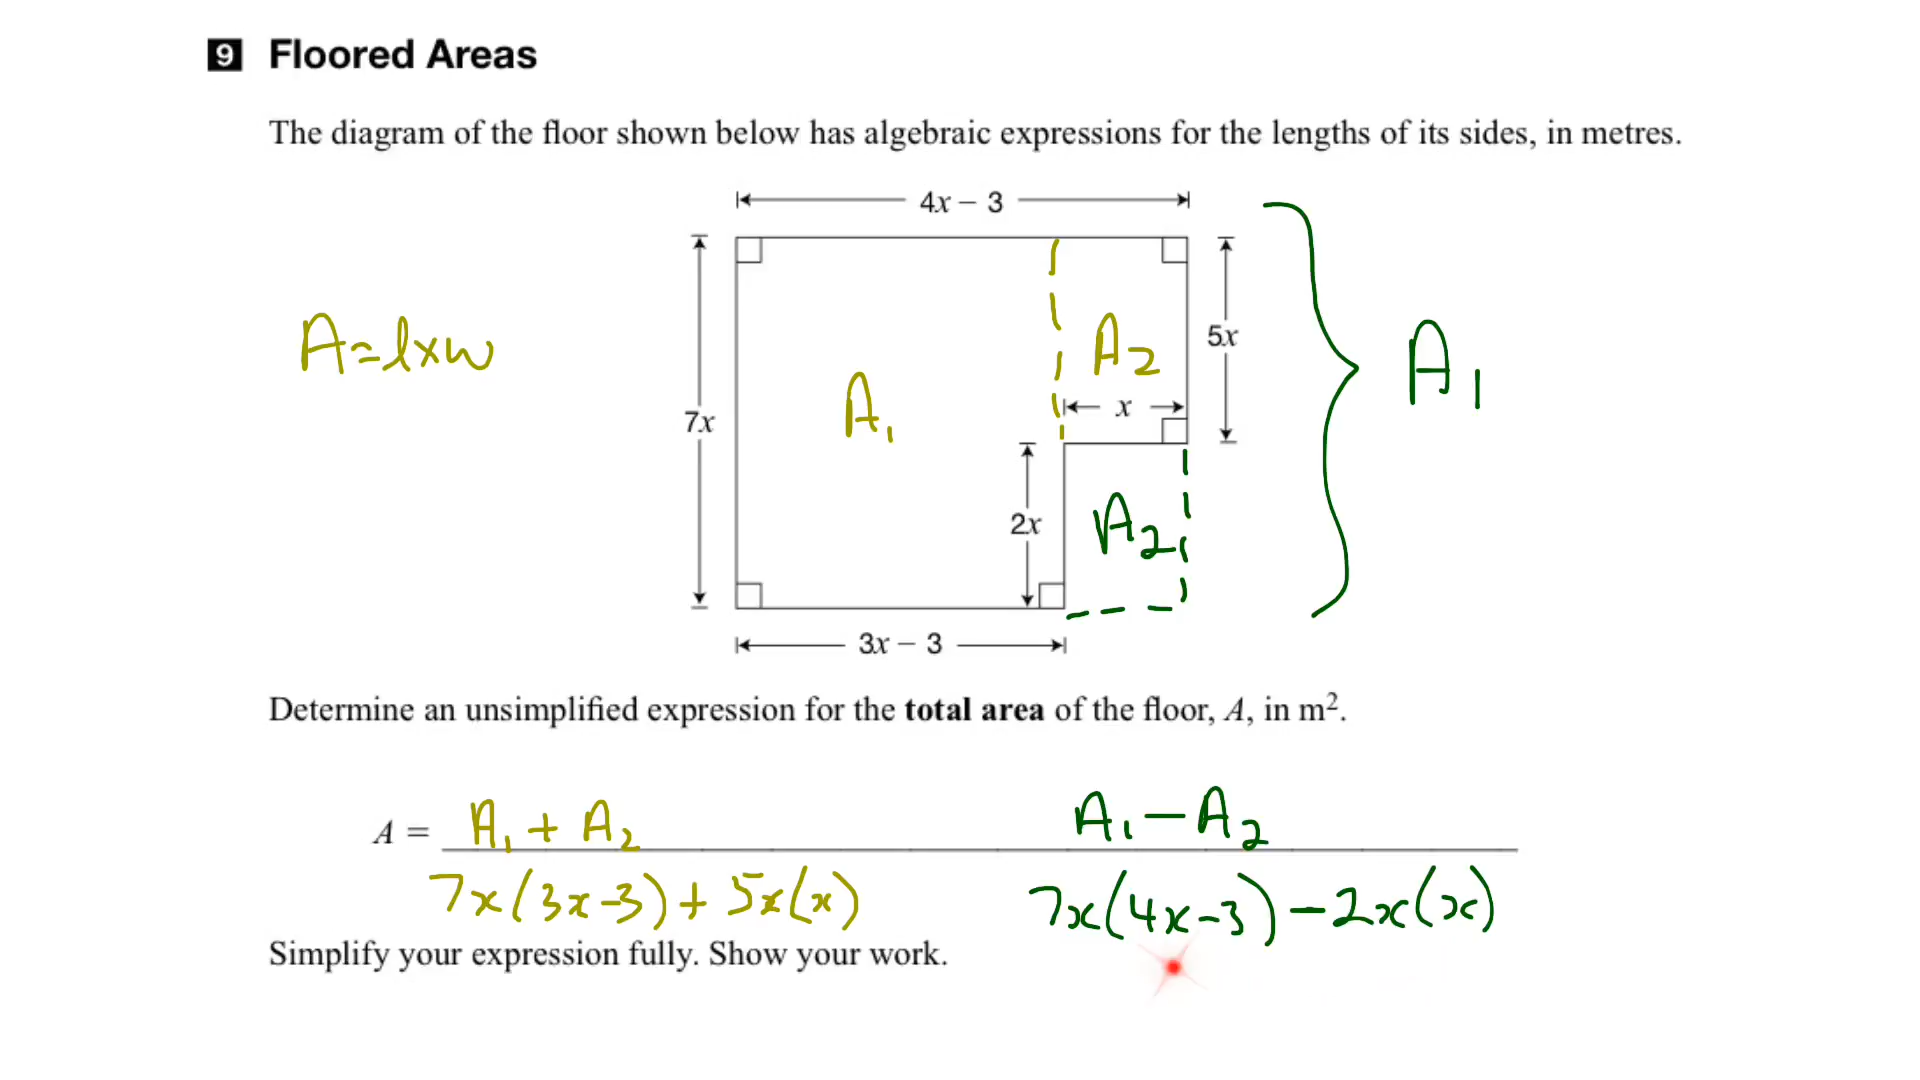 9 Floored Areas
The diagram of the floor shown below has algebraic expressions for the lengths of its sides, in metres.
4x – 3
A=lxw
7x
A1
A2
x
5x
A1
2x
A2
3x – 3
Determine an unsimplified expression for the total area of the floor, A, in m².
A = A1 + A2
A1 – A2
7x(3x-3)+5x(x)
7x(4x-3)-2x(x)
Simplify your expression fully. Show your work.